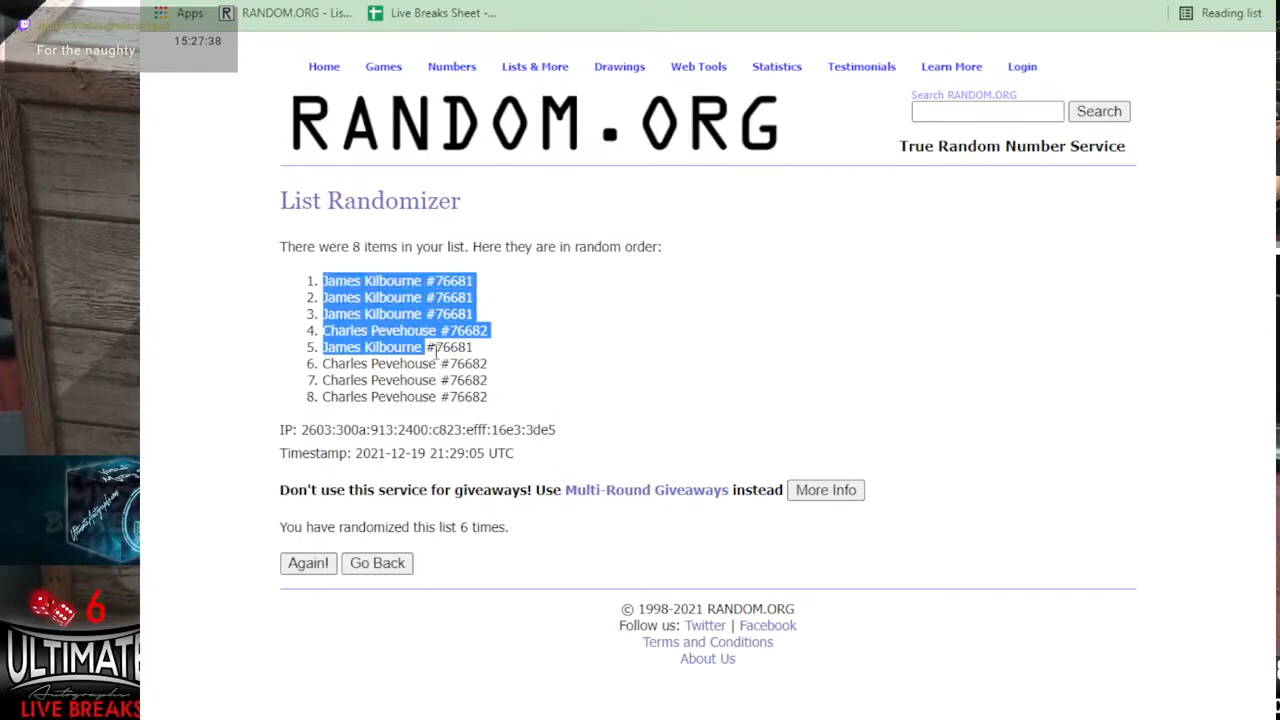 Apps
RANDOM.ORG - Lis...
Live Breaks Sheet -...
Reading list
For the naughty
15:27:38
Home
Games
Numbers
Lists & More
Drawings
Web Tools
Statistics
Testimonials
Learn More
Login
RANDOM.ORG
Search RANDOM.ORG
Search
True Random Number Service
List Randomizer
There were 8 items in your list. Here they are in random order:
1. James Kilbourne #76681
2. James Kilbourne #76681
3. James Kilbourne #76681
4. Charles Pevehouse #76682
5. James Kilbourne #76681
6. Charles Pevehouse #76682
7. Charles Pevehouse #76682
8. Charles Pevehouse #76682
IP: 2603:300a:913:2400:c823:efff:16e3:3de5
Timestamp: 2021-12-19 21:29:05 UTC
Don't use this service for giveaways! Use Multi-Round Giveaways instead
More Info
You have randomized this list 6 times.
Again!
Go Back
© 1998-2021 RANDOM.ORG
Follow us: Twitter | Facebook
Terms and Conditions
About Us
6
ULTIMATE
Autographs
LIVE BREAKS